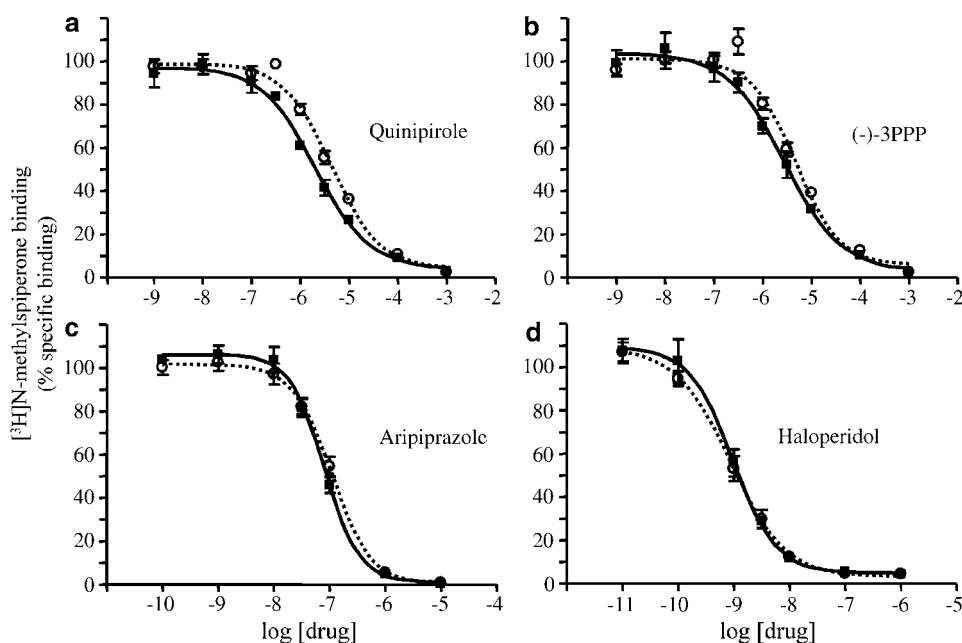 a
100
80
60
40
20
0
Quinipirole
-9 -8 -7 -6 -5 -4 -3 -2
b
100
80
60
40
20
0
(-)-3PPP
-9 -8 -7 -6 -5 -4 -3 -2
[³H]N-methylspiperone binding
(% specific binding)
c
100
80
60
40
20
0
Aripiprazole
-10 -9 -8 -7 -6 -5 -4
log [drug]
d
100
80
60
40
20
0
Haloperidol
-11 -10 -9 -8 -7 -6 -5
log [drug]